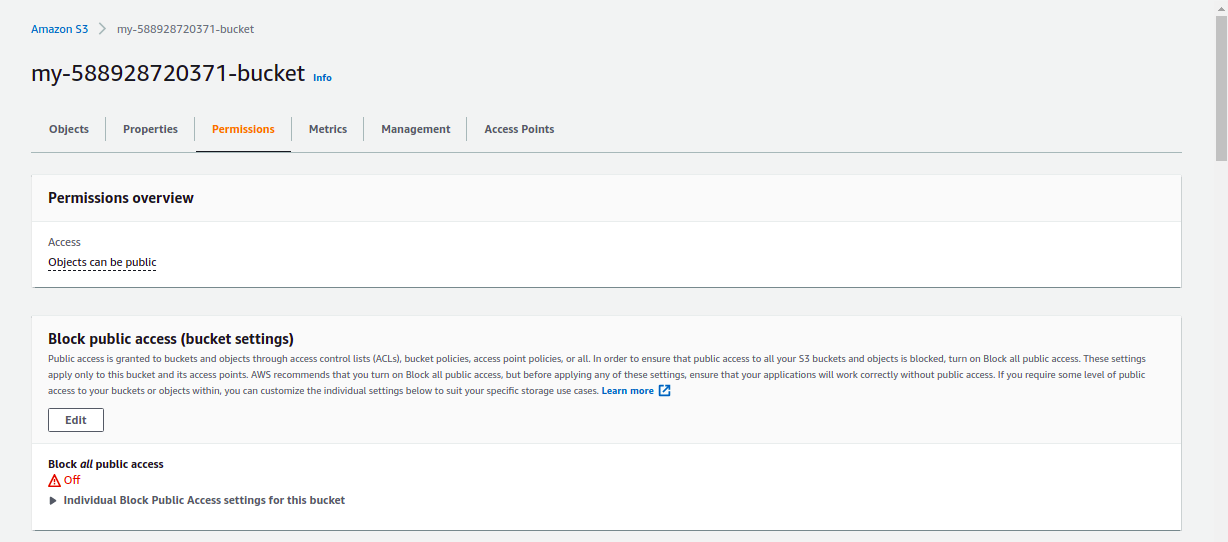 Amazon S3 > my-588928720371-bucket
my-588928720371-bucket Info
Objects Properties Permissions Metrics Management Access Points
Permissions overview
Access
Objects can be public
Block public access (bucket settings)
Public access is granted to buckets and objects through access control lists (ACLs), bucket policies, access point policies, or all. In order to ensure that public access to all your S3 buckets and objects is blocked, turn on Block all public access. These settings
apply only to this bucket and its access points. AWS recommends that you turn on Block all public access, but before applying any of these settings, ensure that your applications will work correctly without public access. If you require some level of public
access to your buckets or objects within, you can customize the individual settings below to suit your specific storage use cases. Learn more
Edit
Block all public access
Off
Individual Block Public Access settings for this bucket